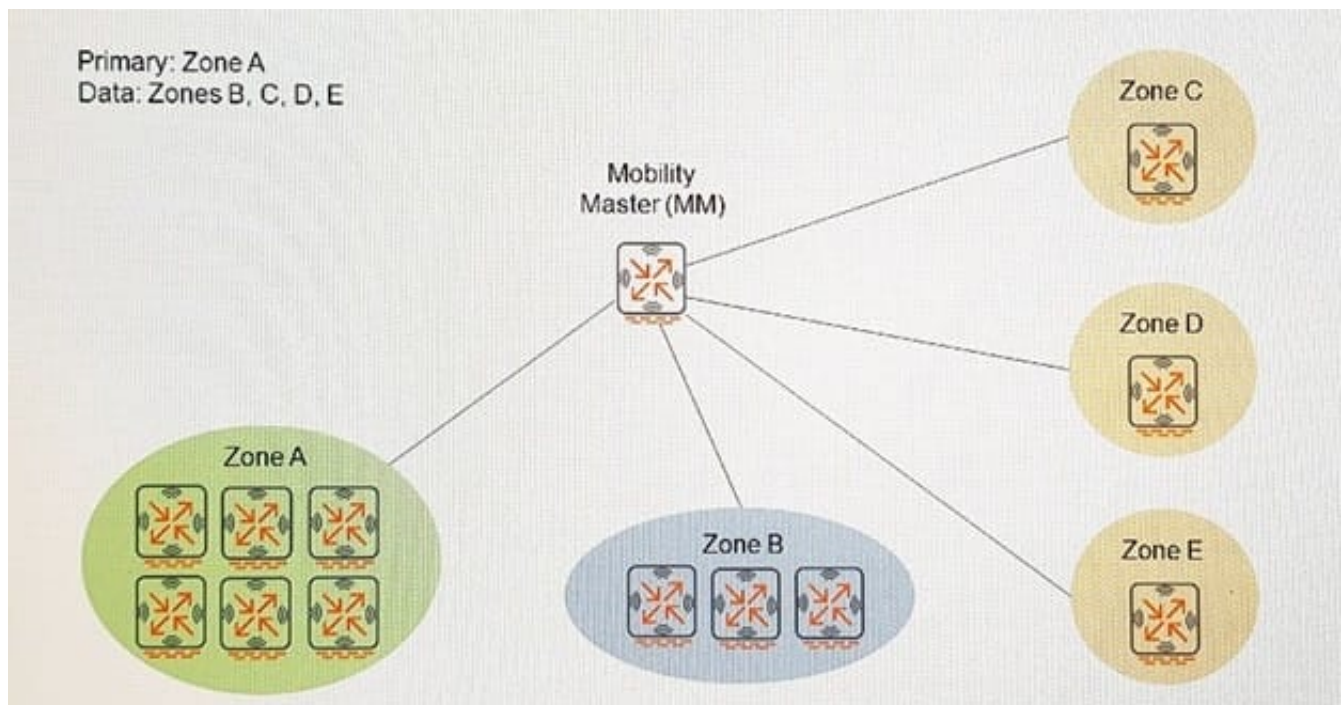 Primary: Zone A
Data: Zones B, C, D, E
Zone C
Mobility
Master (MM)
Zone D
Zone A
Zone B
Zone E